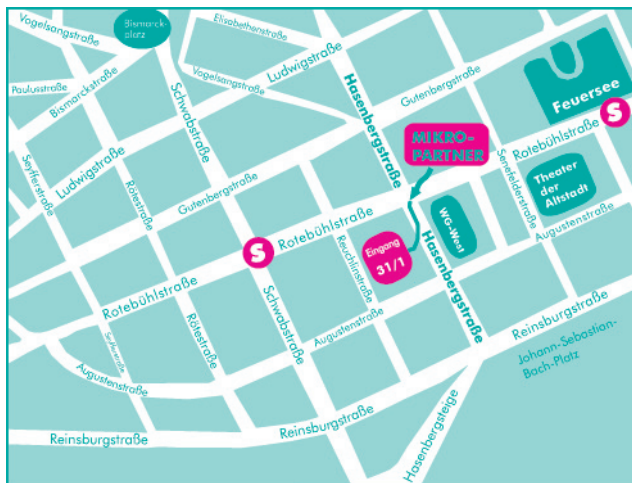 Vogelsangstraße
Bismarck-
platz
Elisabethenstraße
Paulusstraße
Bismarckstraße
Vogelsangstraße
Ludwigstraße
Hasenbergstraße
Gutenbergstraße
Feuersee
S
Schwabstraße
MIKRO-
PARTNER
Rotebühlstraße
Seyfferstraße
Ludwigstraße
Rotestraße
Gutenbergstraße
Senefelderstraße
Theater
der
Altstadt
S
Rotebühlstraße
Reuchlinstraße
Eingang
31/1
WG-West
Hasenbergstraße
Augustenstraße
Rotebühlstraße
Rötestraße
Schwabstraße
Augustenstraße
Reinsburgstraße
Johann-Sebastian-
Bach-Platz
Augustenstraße
Reinsburgstraße
Reinsburgstraße
Hasenbergsteige